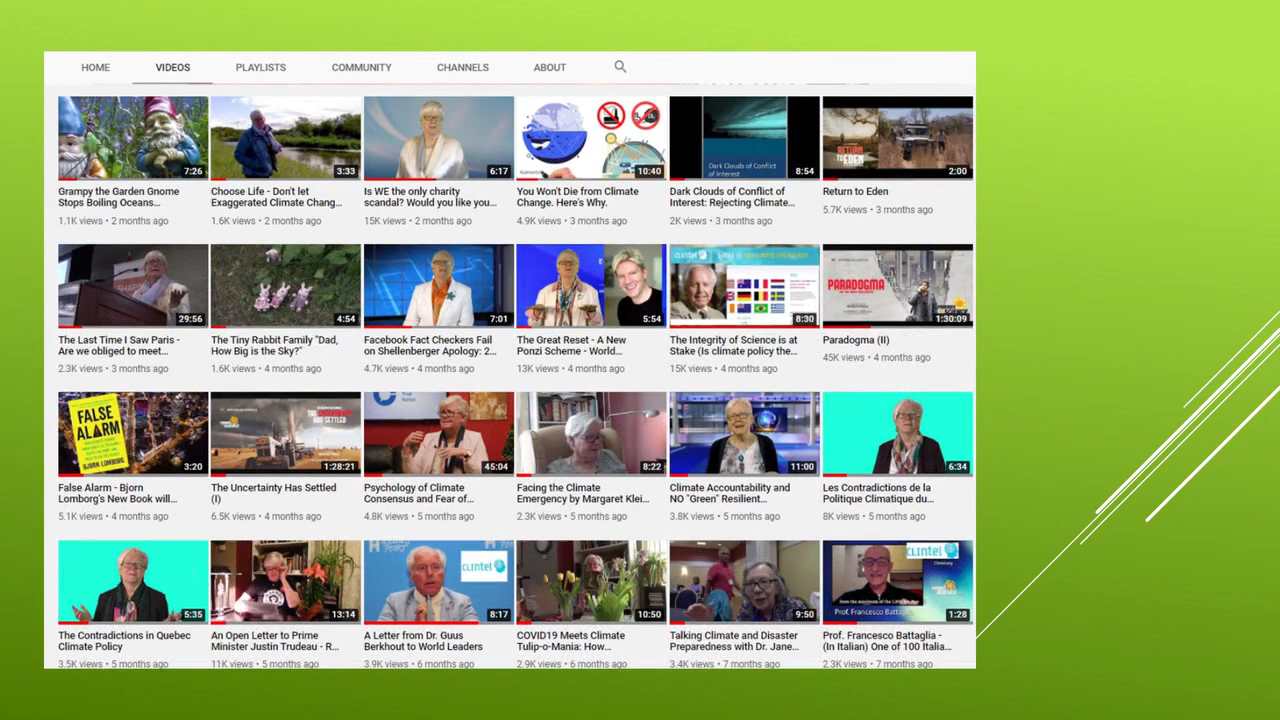 HOME VIDEOS PLAYLISTS COMMUNITY CHANNELS ABOUT
7:26
3:33
6:17
10:40
Dark Clouds of Conflict
of Interest
8:54
RETURN
TO EDEN
2:00
Grampy the Garden Gnome
Stops Boiling Oceans...
1.1K views • 2 months ago
Choose Life - Don't let
Exaggerated Climate Chang...
1.6K views • 2 months ago
Is WE the only charity
scandal? Would you like you...
15K views • 2 months ago
You Won't Die from Climate
Change. Here's Why.
4.9K views • 3 months ago
Dark Clouds of Conflict of
Interest: Rejecting Climate...
2K views • 3 months ago
Return to Eden
5.7K views • 3 months ago
29:56
4:54
7:01
5:54
CLINTEL
8:30
PARADOGMA
1:30:09
The Last Time I Saw Paris -
Are we obliged to meet...
2.3K views • 3 months ago
The Tiny Rabbit Family "Dad,
How Big is the Sky?"
1.6K views • 4 months ago
Facebook Fact Checkers Fail
on Shellenberger Apology: 2...
4.7K views • 4 months ago
The Great Reset - A New
Ponzi Scheme - World...
13K views • 4 months ago
The Integrity of Science is at
Stake (Is climate policy the...
15K views • 4 months ago
Paradogma (II)
45K views • 4 months ago
FALSE
ALARM
BJORN LOMBORG
3:20
1:28:21
45:04
8:22
11:00
6:34
False Alarm - Bjorn
Lomborg's New Book will...
5.1K views • 4 months ago
The Uncertainty Has Settled
(I)
6.5K views • 4 months ago
Psychology of Climate
Consensus and Fear of...
4.8K views • 5 months ago
Facing the Climate
Emergency by Margaret Klei...
2.3K views • 5 months ago
Climate Accountability and
NO "Green" Resilient...
3.8K views • 5 months ago
Les Contradictions de la
Politique Climatique du...
8K views • 5 months ago
5:35
13:14
CLINTEL
8:17
10:50
9:50
CLINTEL
Prof. Francesco Battag
1:28
The Contradictions in Quebec
Climate Policy
3.5K views • 5 months ago
An Open Letter to Prime
Minister Justin Trudeau - R...
11K views • 5 months ago
A Letter from Dr. Guus
Berkhout to World Leaders
3.9K views • 6 months ago
COVID19 Meets Climate
Tulip-o-Mania: How...
2.9K views • 6 months ago
Talking Climate and Disaster
Preparedness with Dr. Jane...
3.4K views • 7 months ago
Prof. Francesco Battaglia -
(In Italian) One of 100 Italia...
2.3K views • 7 months ago